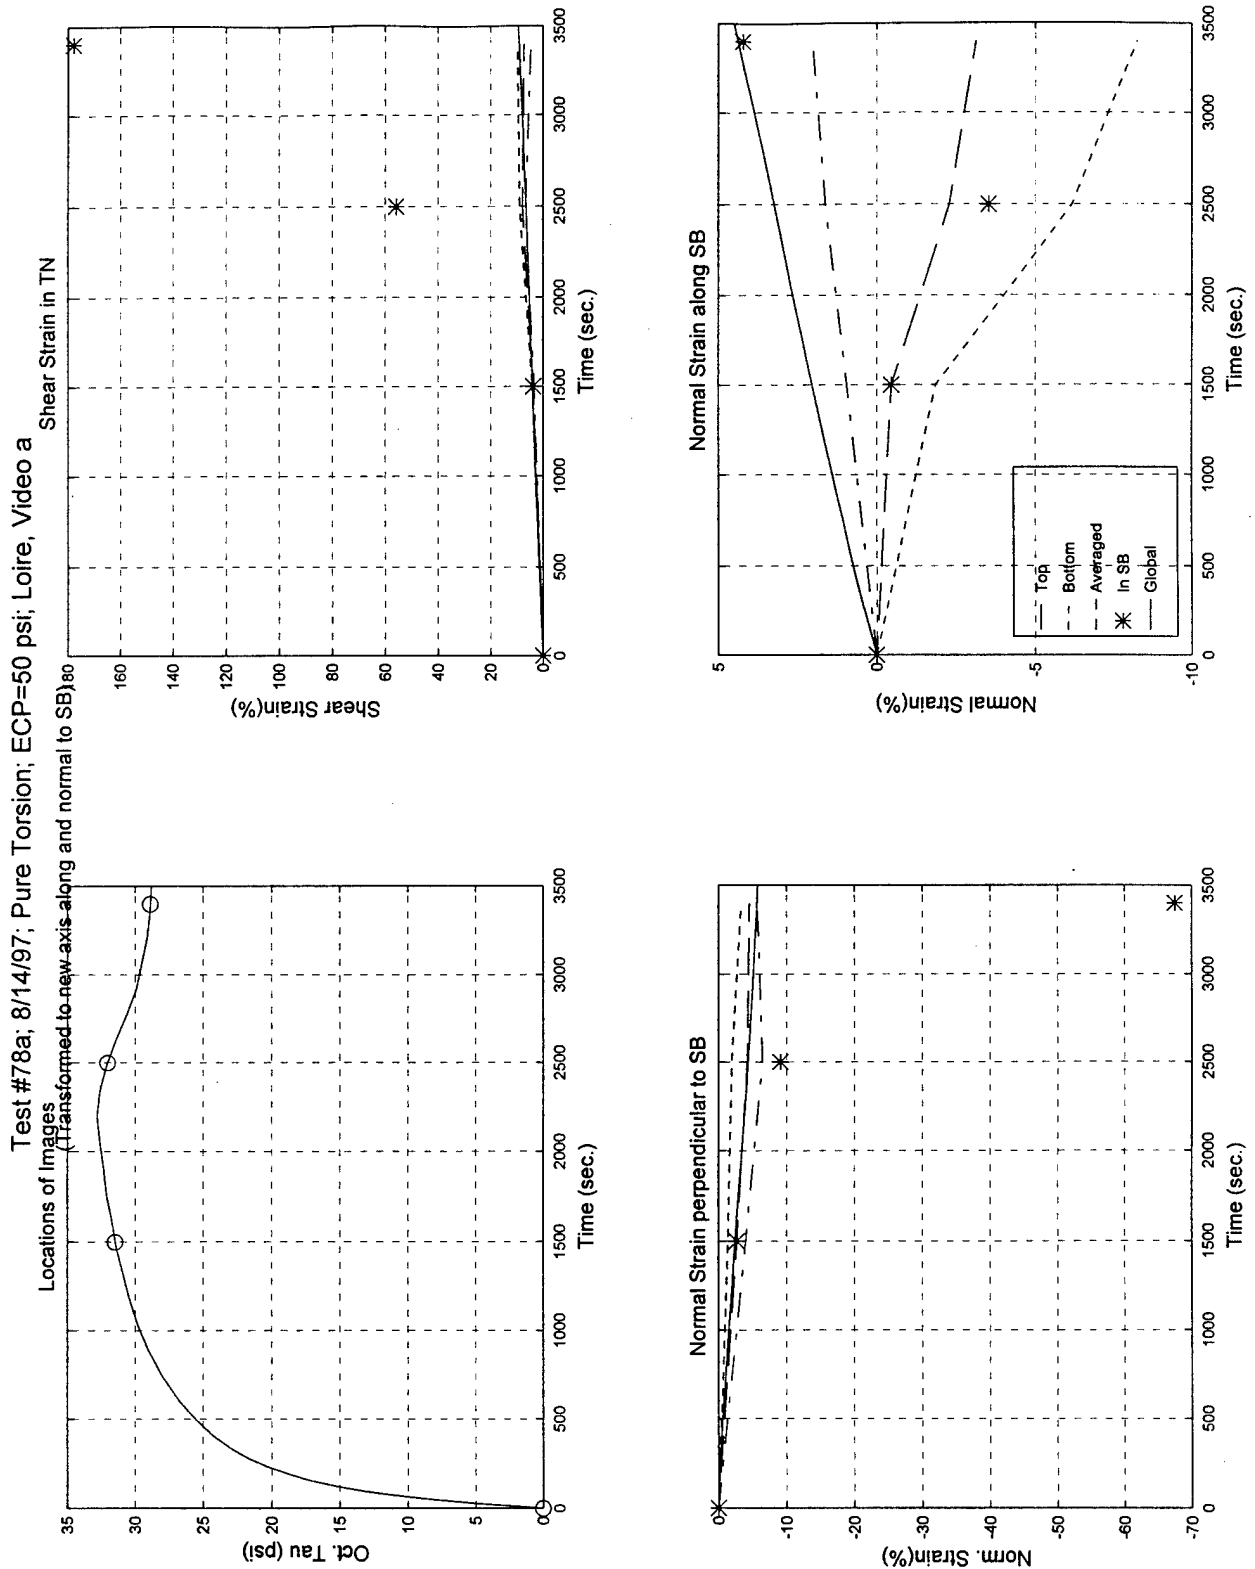 Test #78a; 8/14/97; Pure Torsion; ECP=50 psi; Loire, Video a
Locations of Images
(Transformed to new axis along and normal to SB)
Oct. Tau (psi)
35
30
25
20
15
10
5
0
0 500 1000 1500 2000 2500 3000 3500
Time (sec.)
Shear Strain in TN
Shear Strain(%)
180
160
140
120
100
80
60
40
20
0
0 500 1000 1500 2000 2500 3000 3500
Time (sec.)
Normal Strain perpendicular to SB
Norm. Strain(%)
0
-10
-20
-30
-40
-50
-60
-70
0 500 1000 1500 2000 2500 3000 3500
Time (sec.)
Normal Strain along SB
Normal Strain(%)
5
0
-5
-10
0 500 1000 1500 2000 2500 3000 3500
Time (sec.)
Top
Bottom
Averaged
In SB
Global